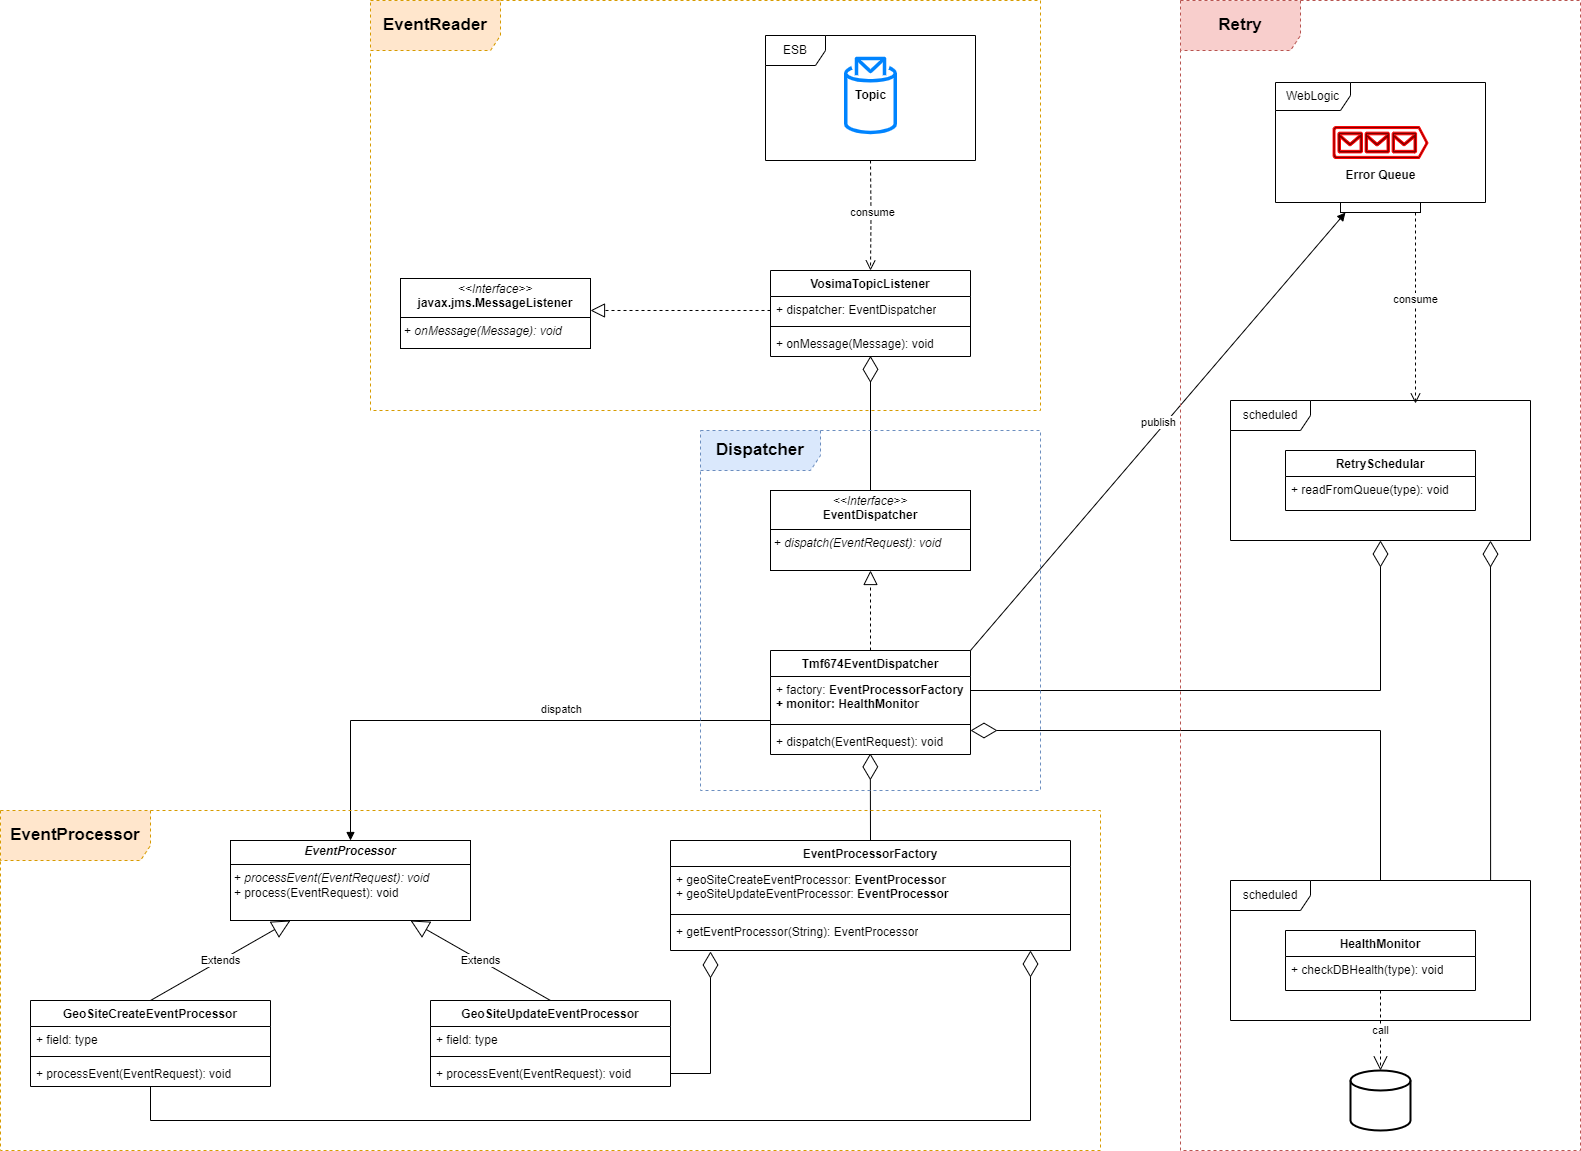 EventReader
ESB
Topic
consume
<<Interface>>
javax.jms.MessageListener
+ onMessage(Message): void
VosimaTopicListener
+ dispatcher: EventDispatcher
+ onMessage(Message): void
Dispatcher
<<Interface>>
EventDispatcher
+ dispatch(EventRequest): void
Tmf674EventDispatcher
+ factory: EventProcessorFactory
+ monitor: HealthMonitor
+ dispatch(EventRequest): void
dispatch
publish
Retry
WebLogic
Error Queue
consume
scheduled
RetrySchedular
+ readFromQueue(type): void
scheduled
HealthMonitor
+ checkDBHealth(type): void
call
EventProcessor
EventProcessor
+ processEvent(EventRequest): void
+ process(EventRequest): void
Extends
Extends
EventProcessorFactory
+ geoSiteCreateEventProcessor: EventProcessor
+ geoSiteUpdateEventProcessor: EventProcessor
+ getEventProcessor(String): EventProcessor
GeoSiteCreateEventProcessor
+ field: type
+ processEvent(EventRequest): void
GeoSiteUpdateEventProcessor
+ field: type
+ processEvent(EventRequest): void